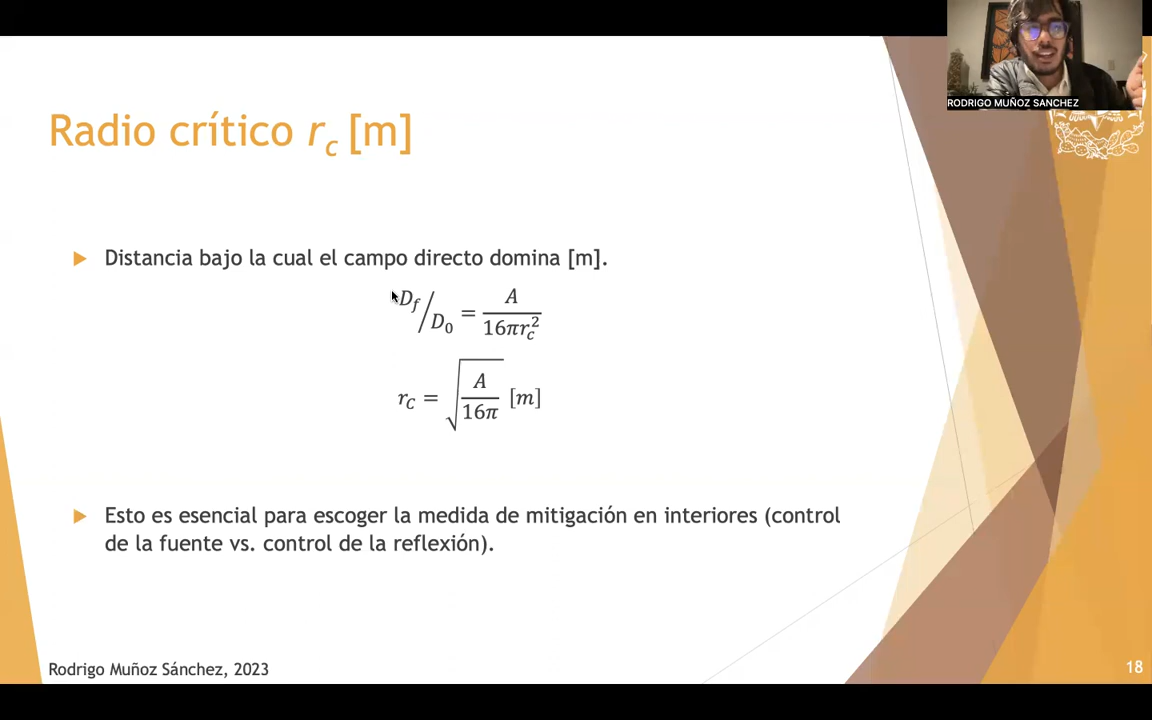 RODRIGO MUÑOZ SANCHEZ
Radio crítico r_c [m]
Distancia bajo la cual el campo directo domina [m].
D_f/D_0 = A/(16πr_c^2)
r_C = √(A/(16π)) [m]
Esto es esencial para escoger la medida de mitigación en interiores (control
de la fuente vs. control de la reflexión).
Rodrigo Muñoz Sánchez, 2023
18